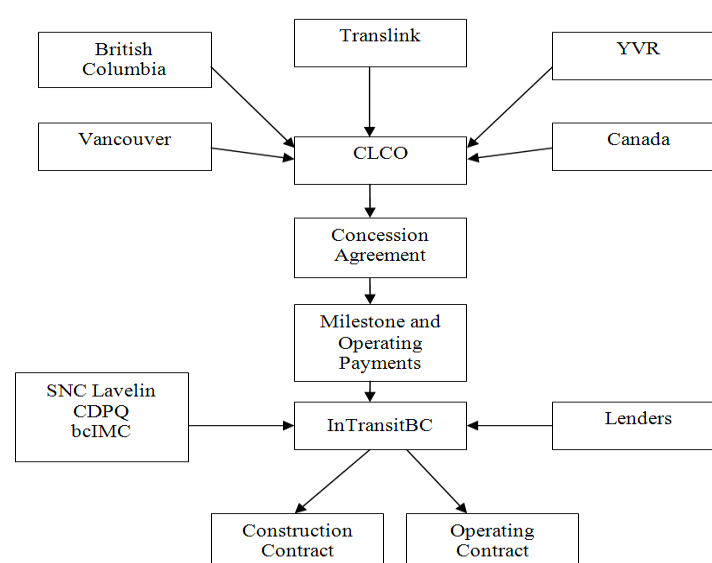 British
Columbia
Translink
YVR
Vancouver
CLCO
Canada
Concession
Agreement
Milestone and
Operating
Payments
SNC Lavelin
CDPQ
bcIMC
InTransitBC
Lenders
Construction
Contract
Operating
Contract